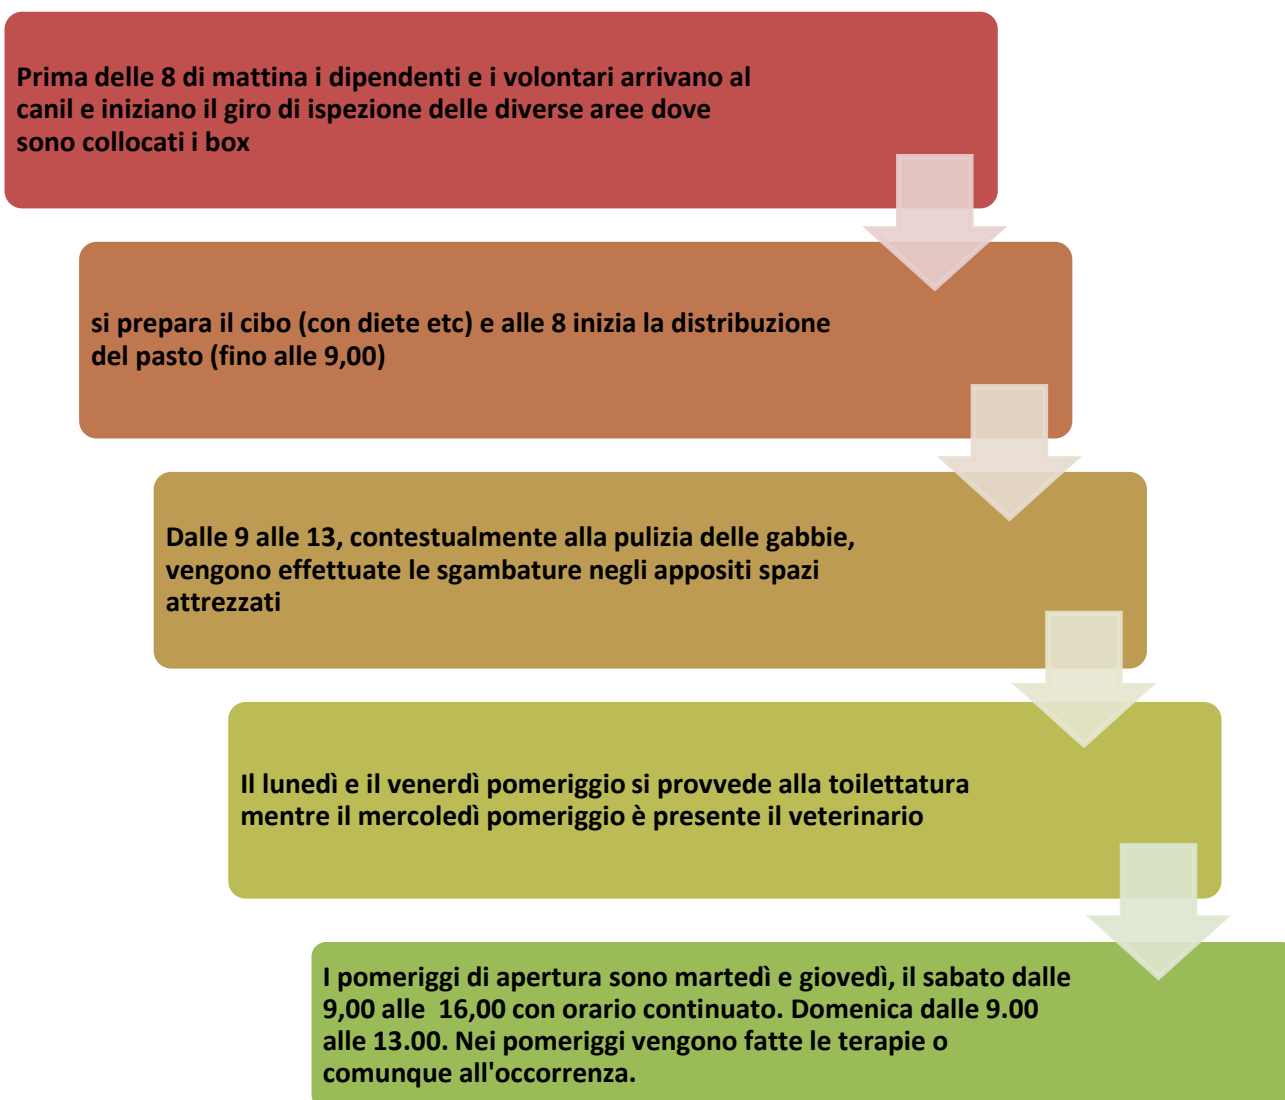 Prima delle 8 di mattina i dipendenti e i volontari arrivano al
canil e iniziano il giro di ispezione delle diverse aree dove
sono collocati i box
si prepara il cibo (con diete etc) e alle 8 inizia la distribuzione
del pasto (fino alle 9,00)
Dalle 9 alle 13, contestualmente alla pulizia delle gabbie,
vengono effettuate le sgambature negli appositi spazi
attrezzati
Il lunedì e il venerdì pomeriggio si provvede alla toilettatura
mentre il mercoledì pomeriggio è presente il veterinario
I pomeriggi di apertura sono martedì e giovedì, il sabato dalle
9,00 alle  16,00 con orario continuato. Domenica dalle 9.00
alle 13.00. Nei pomeriggi vengono fatte le terapie o
comunque all'occorrenza.